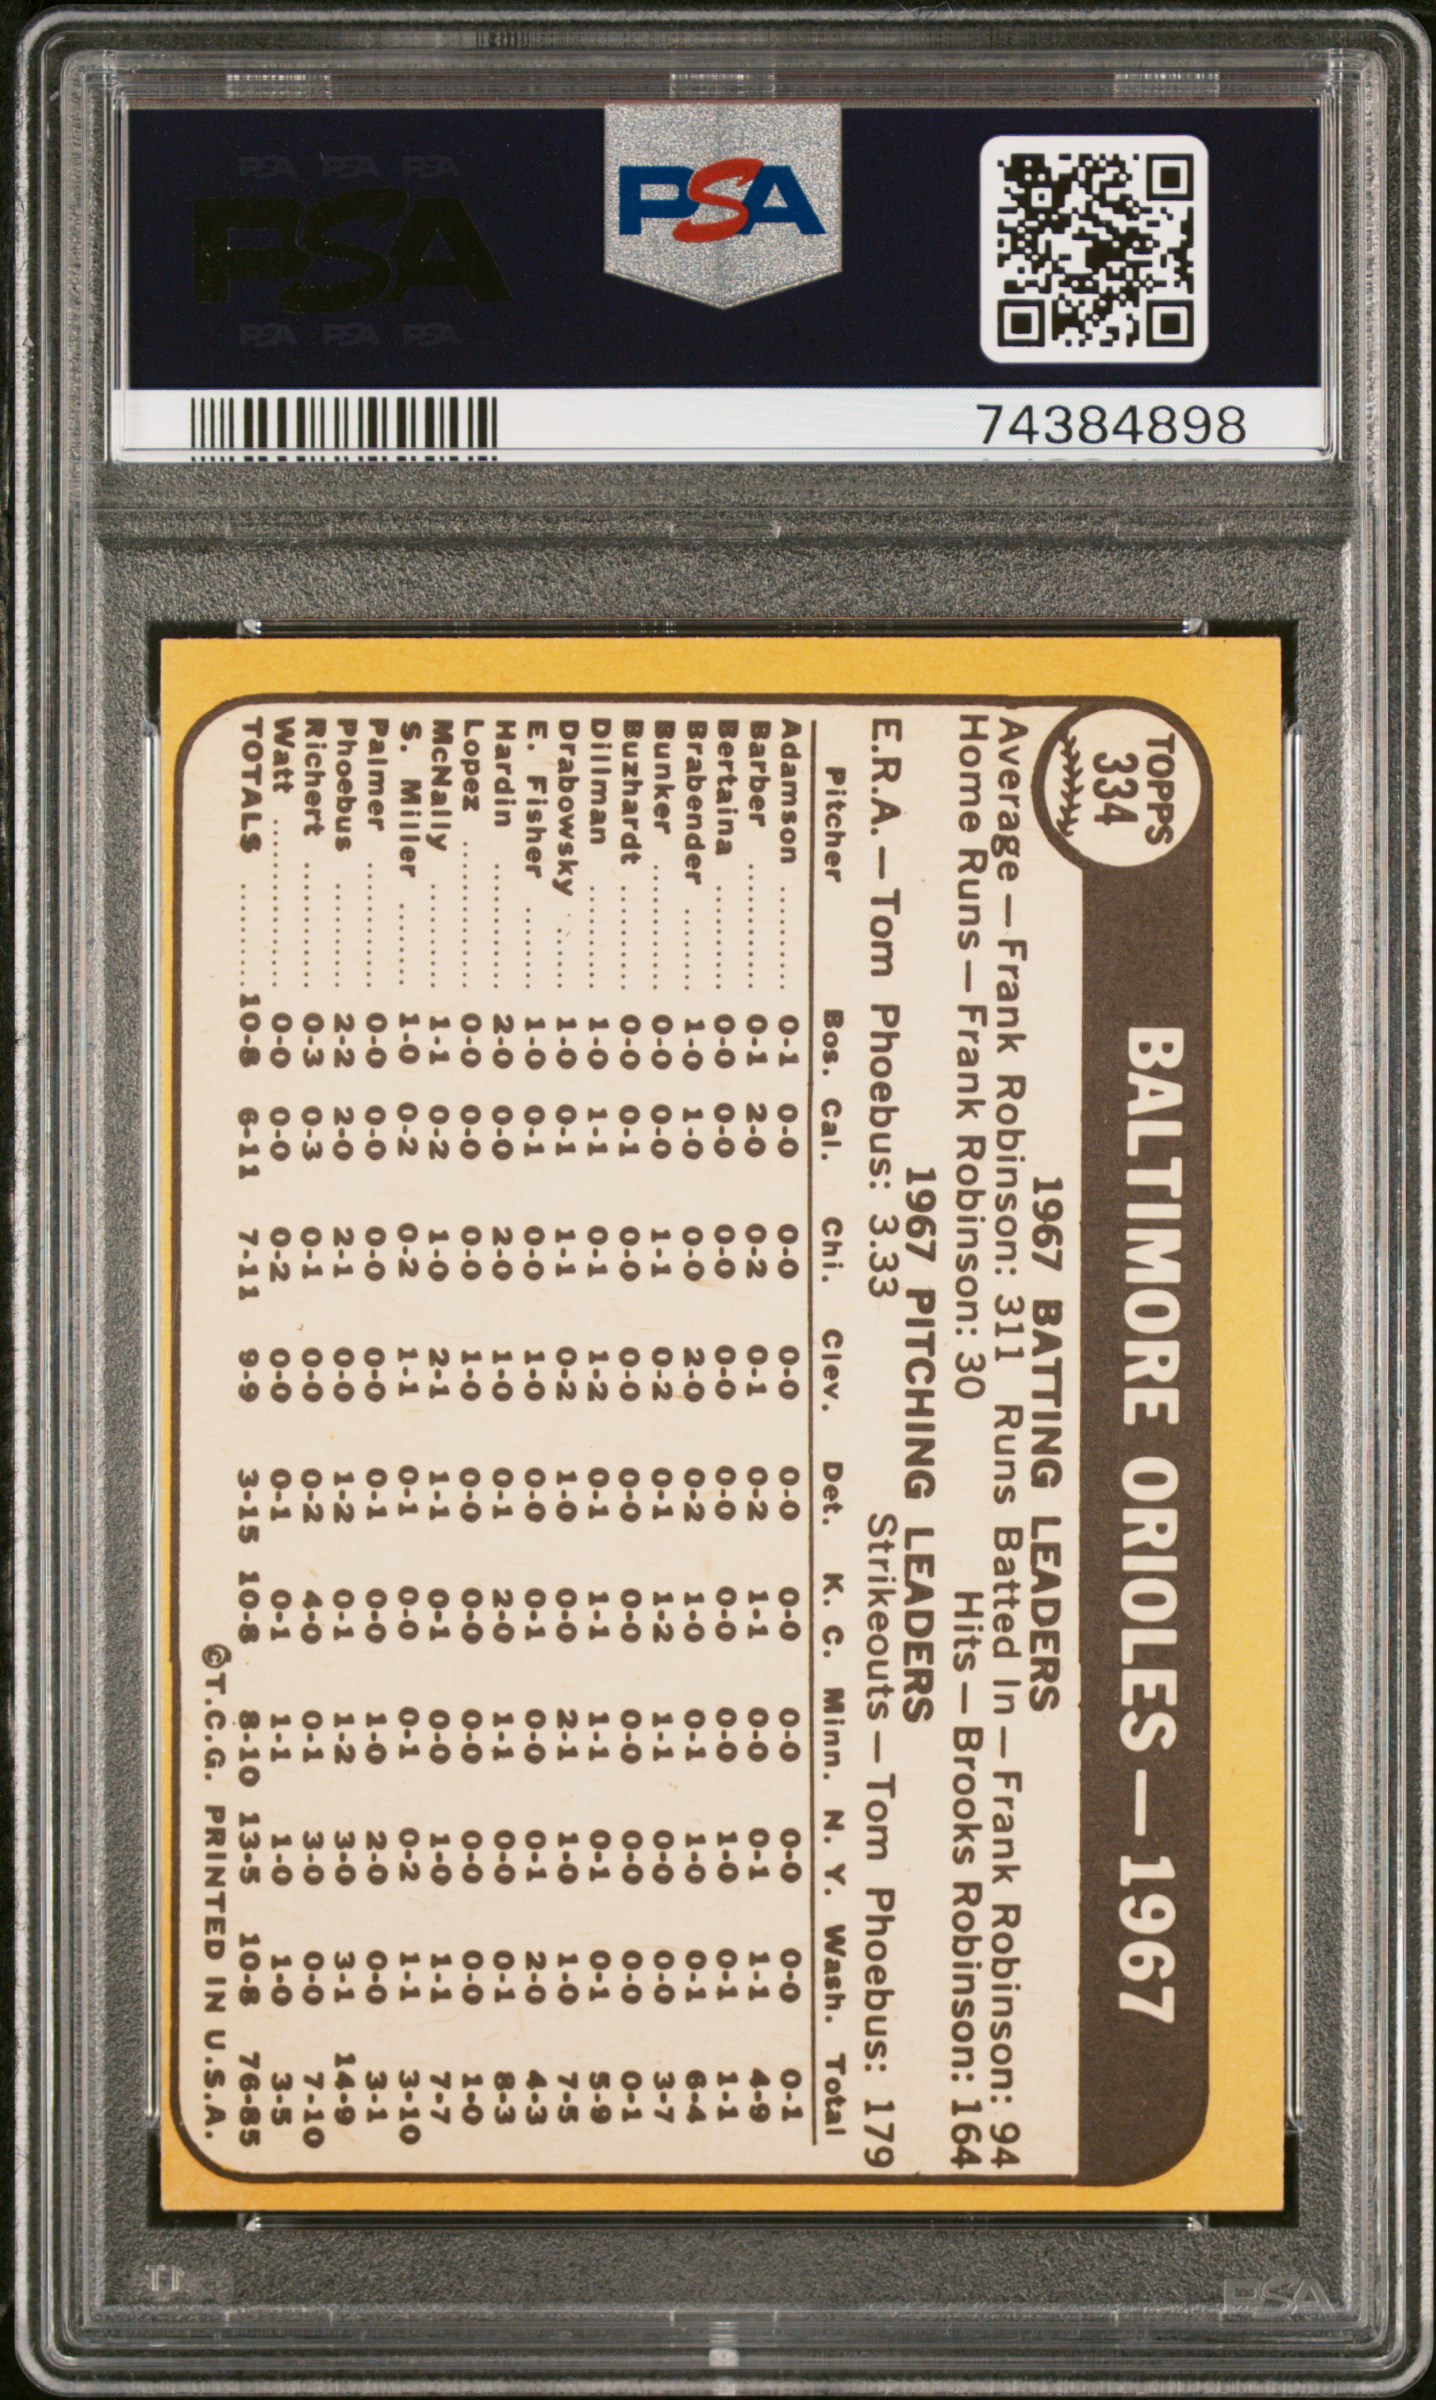 PSA PSA PSA
PSA
PSA PSA PSA
PSA
74384898
TOPPS
334
BALTIMORE ORIOLES—1967
1967 BATTING LEADERS
Average—Frank Robinson: 311 Runs Batted In—Frank Robinson: 94
Home Runs—Frank Robinson: 30 Hits—Brooks Robinson: 164
1967 PITCHING LEADERS
E.R.A.—Tom Phoebus: 3.33 Strikeouts—Tom Phoebus: 179
Pitcher Bos. Cal. Chi. Clev. Det. K. C. Minn. N. Y. Wash. Total
Adamson ......... 0-1 0-0 0-0 0-0 0-0 0-0 0-0 0-0 0-0 0-1
Barber ........... 0-1 2-0 0-2 0-1 0-2 1-1 0-0 0-1 1-1 4-9
Bertaina ......... 0-0 0-0 0-0 0-0 0-0 0-0 0-0 1-0 0-1 1-1
Brabender ....... 1-0 1-0 0-0 2-0 0-2 1-0 0-1 1-0 0-1 6-4
Bunker ........... 0-0 0-0 1-1 0-2 0-1 1-2 1-1 0-0 0-0 3-7
Buzhardt ......... 0-0 0-1 0-0 0-0 0-0 0-0 0-0 0-0 0-0 0-1
Dillman ......... 1-0 1-1 0-1 1-2 0-1 1-1 1-1 0-1 0-1 5-9
Drabowsky ...... 1-0 0-1 1-1 0-2 1-0 0-0 2-1 1-0 1-0 7-5
E. Fisher ....... 1-0 0-1 0-0 1-0 0-0 0-1 0-0 0-1 2-0 4-3
Hardin ........... 2-0 0-0 2-0 1-0 0-1 2-0 1-1 0-0 0-1 8-3
Lopez ............. 0-0 0-0 0-0 1-0 0-0 0-0 0-0 0-0 0-0 1-0
McNally ......... 1-1 0-2 1-0 2-1 1-1 0-1 0-0 1-0 1-1 7-7
S. Miller ....... 1-0 0-2 0-2 1-1 0-1 0-0 0-1 0-2 1-1 3-10
Palmer ........... 0-0 0-0 0-0 0-0 0-1 0-0 1-0 2-0 0-0 3-1
Phoebus ......... 2-2 2-0 2-1 0-0 1-2 0-1 1-2 3-0 3-1 14-9
Richert ........... 0-3 0-3 0-1 0-0 0-2 4-0 0-1 3-0 0-0 7-10
Watt .............. 0-0 0-0 0-2 0-0 0-1 0-1 1-1 1-0 1-0 3-5
TOTALS ......... 10-8 6-11 7-11 9-9 3-15 10-8 8-10 13-5 10-8 76-85
©T.C.G. PRINTED IN U.S.A.
PSA